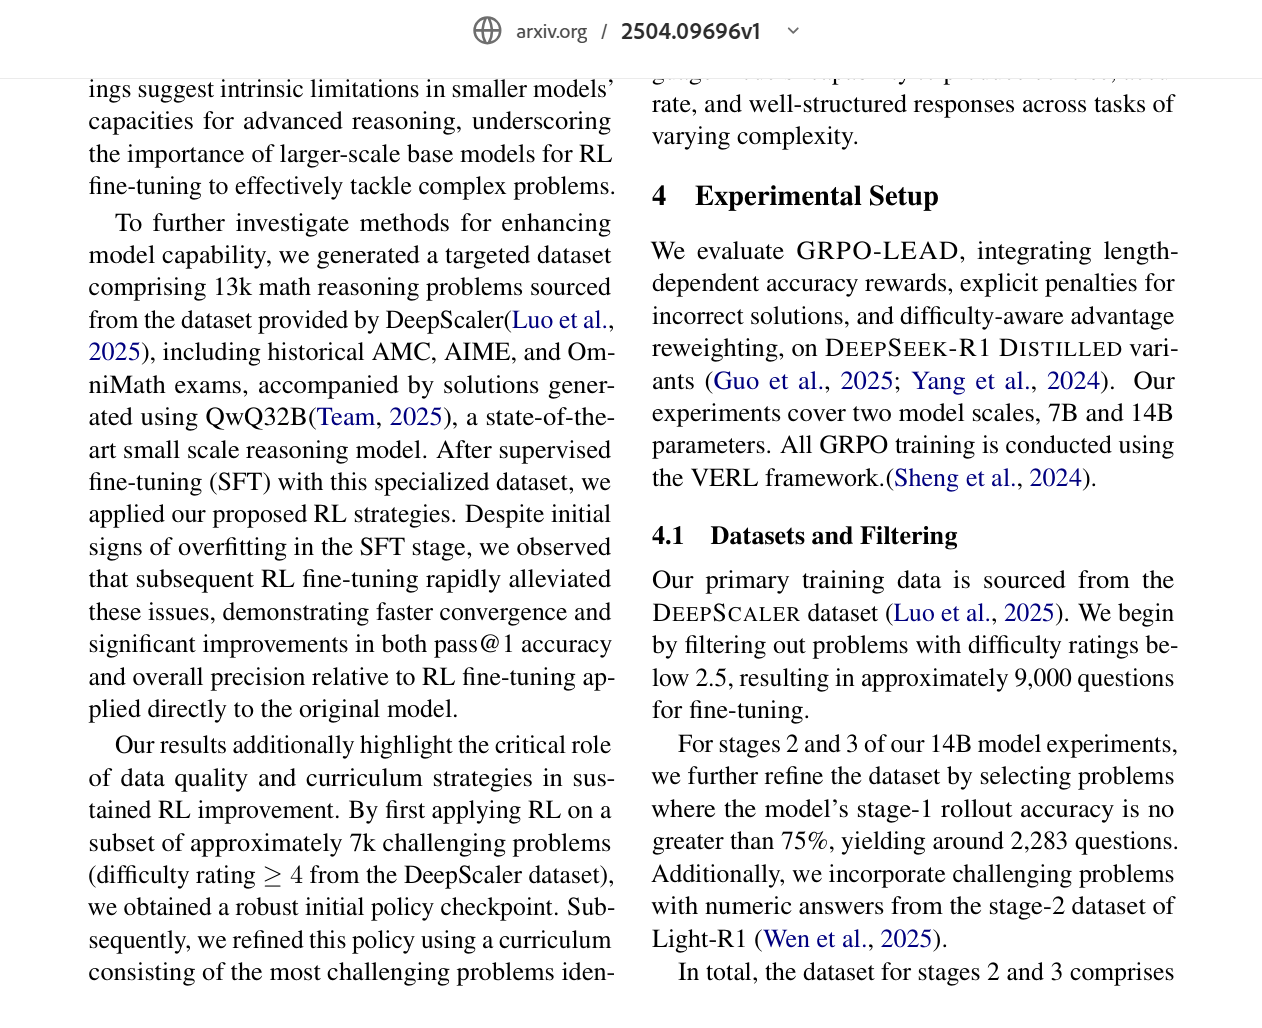 arxiv.org / 2504.09696v1
ings suggest intrinsic limitations in smaller models’
capacities for advanced reasoning, underscoring
the importance of larger-scale base models for RL
fine-tuning to effectively tackle complex problems.
To further investigate methods for enhancing
model capability, we generated a targeted dataset
comprising 13k math reasoning problems sourced
from the dataset provided by DeepScaler(Luo et al.,
2025), including historical AMC, AIME, and Om-
niMath exams, accompanied by solutions gener-
ated using QwQ32B(Team, 2025), a state-of-the-
art small scale reasoning model. After supervised
fine-tuning (SFT) with this specialized dataset, we
applied our proposed RL strategies. Despite initial
signs of overfitting in the SFT stage, we observed
that subsequent RL fine-tuning rapidly alleviated
these issues, demonstrating faster convergence and
significant improvements in both pass@1 accuracy
and overall precision relative to RL fine-tuning ap-
plied directly to the original model.
Our results additionally highlight the critical role
of data quality and curriculum strategies in sus-
tained RL improvement. By first applying RL on a
subset of approximately 7k challenging problems
(difficulty rating ≥ 4 from the DeepScaler dataset),
we obtained a robust initial policy checkpoint. Sub-
sequently, we refined this policy using a curriculum
consisting of the most challenging problems iden-
rate, and well-structured responses across tasks of
varying complexity.
4 Experimental Setup
We evaluate GRPO-LEAD, integrating length-
dependent accuracy rewards, explicit penalties for
incorrect solutions, and difficulty-aware advantage
reweighting, on DEEPSEEK-R1 DISTILLED vari-
ants (Guo et al., 2025; Yang et al., 2024). Our
experiments cover two model scales, 7B and 14B
parameters. All GRPO training is conducted using
the VERL framework.(Sheng et al., 2024).
4.1 Datasets and Filtering
Our primary training data is sourced from the
DEEPSCALER dataset (Luo et al., 2025). We begin
by filtering out problems with difficulty ratings be-
low 2.5, resulting in approximately 9,000 questions
for fine-tuning.
For stages 2 and 3 of our 14B model experiments,
we further refine the dataset by selecting problems
where the model’s stage-1 rollout accuracy is no
greater than 75%, yielding around 2,283 questions.
Additionally, we incorporate challenging problems
with numeric answers from the stage-2 dataset of
Light-R1 (Wen et al., 2025).
In total, the dataset for stages 2 and 3 comprises